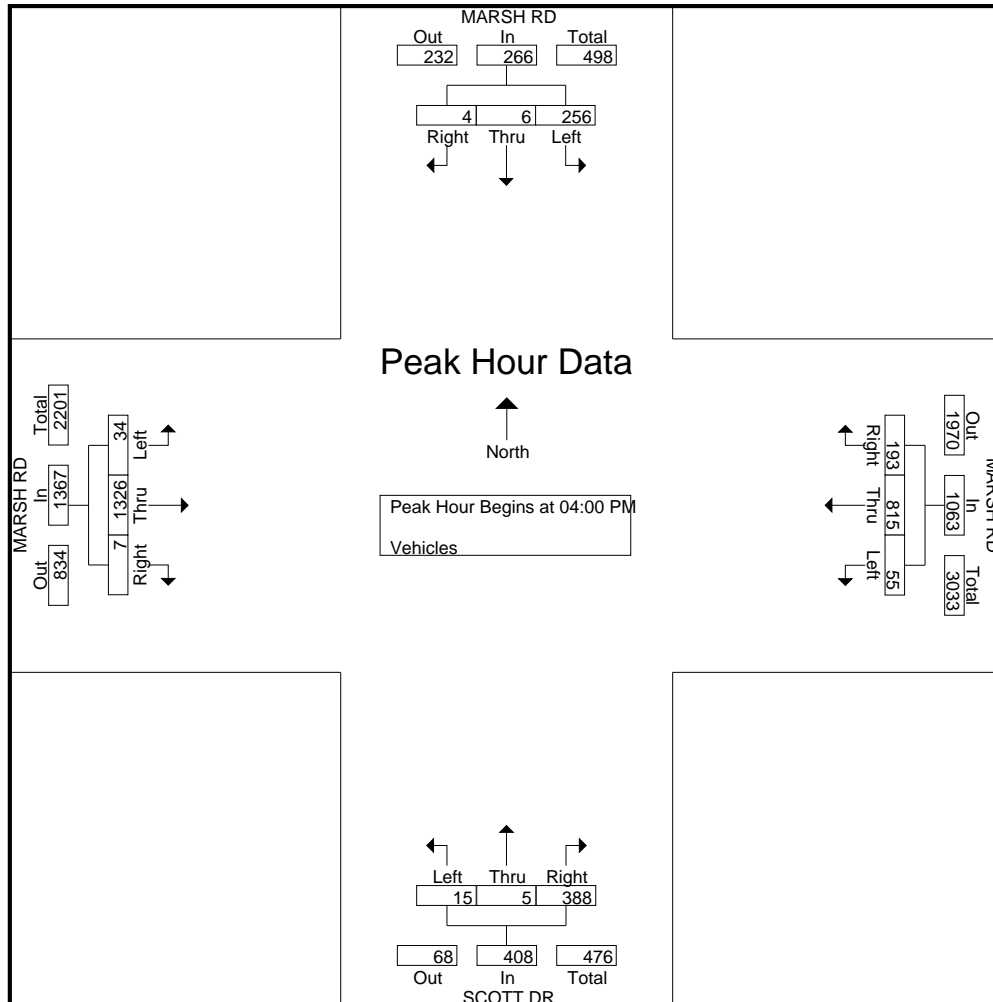 MARSH RD
Out In Total
232 266 498
4 6 256
Right Thru Left
Peak Hour Data
North
Peak Hour Begins at 04:00 PM
Vehicles
MARSH RD
Out In Total
834 1367 2201
7 1326 34
Right Thru Left
MARSH RD
Out In Total
1970 1063 3033
193 815 55
Right Thru Left
Left Thru Right
15 5 388
68 408 476
Out In Total
SCOTT DR